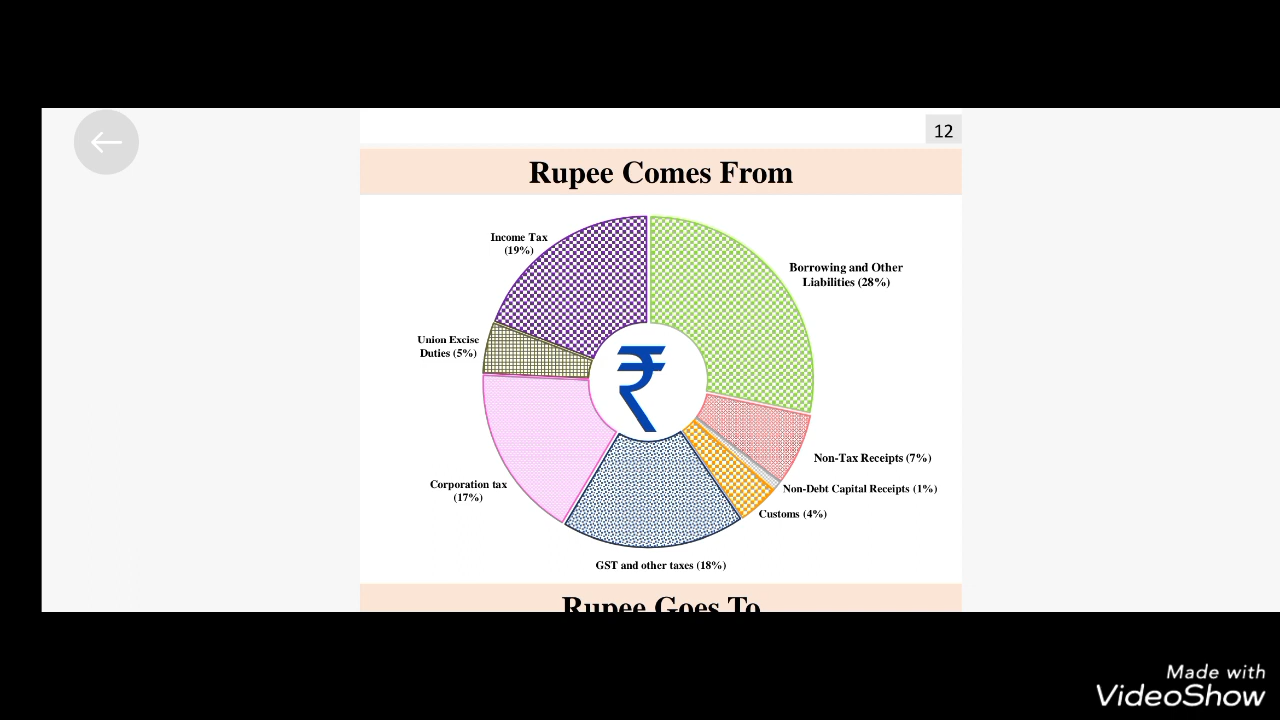 12
Rupee Comes From
Income Tax
(19%)
Borrowing and Other
Liabilities (28%)
Union Excise
Duties (5%)
₹
Non-Tax Receipts (7%)
Corporation tax
(17%)
Non-Debt Capital Receipts (1%)
Customs (4%)
GST and other taxes (18%)
Rupee Goes To
Made with
VideoShow